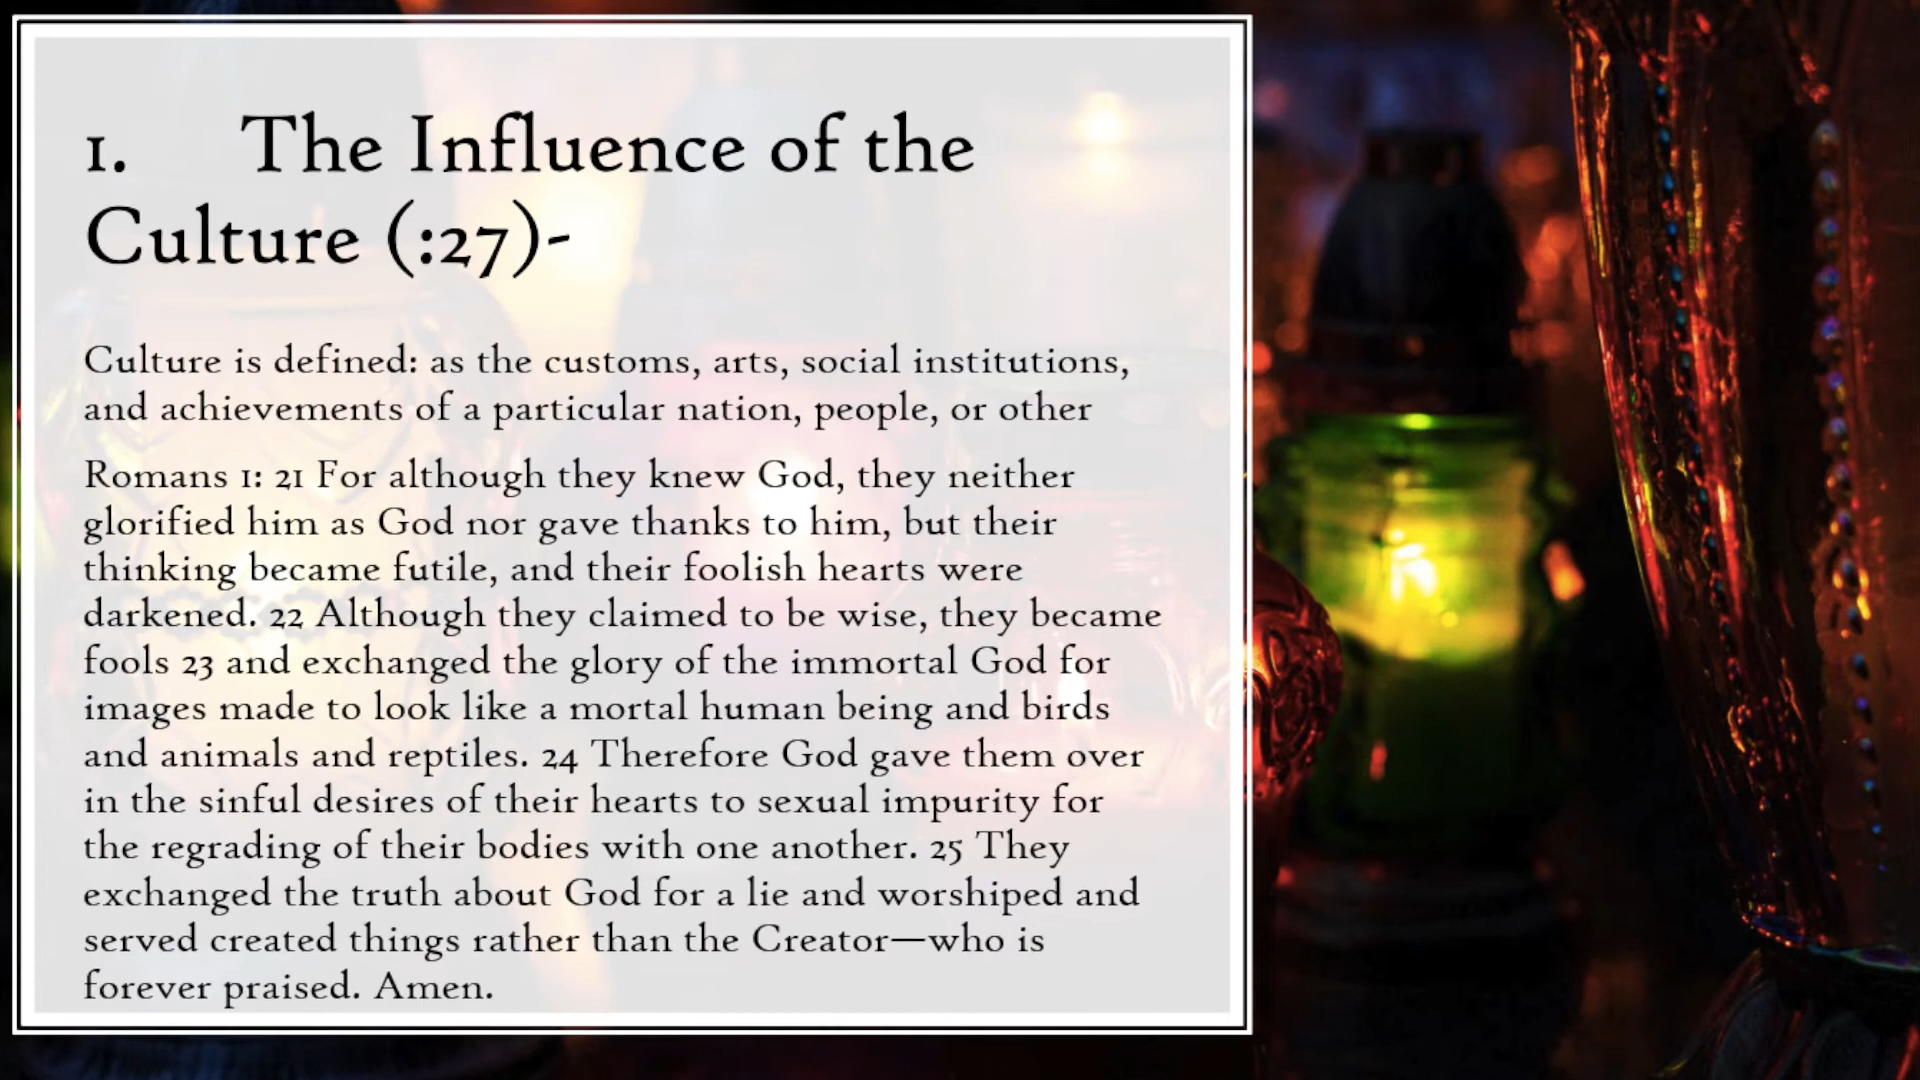 1. The Influence of the
Culture (:27)-
Culture is defined: as the customs, arts, social institutions,
and achievements of a particular nation, people, or other
Romans 1: 21 For although they knew God, they neither
glorified him as God nor gave thanks to him, but their
thinking became futile, and their foolish hearts were
darkened. 22 Although they claimed to be wise, they became
fools 23 and exchanged the glory of the immortal God for
images made to look like a mortal human being and birds
and animals and reptiles. 24 Therefore God gave them over
in the sinful desires of their hearts to sexual impurity for
the regrading of their bodies with one another. 25 They
exchanged the truth about God for a lie and worshiped and
served created things rather than the Creator—who is
forever praised. Amen.